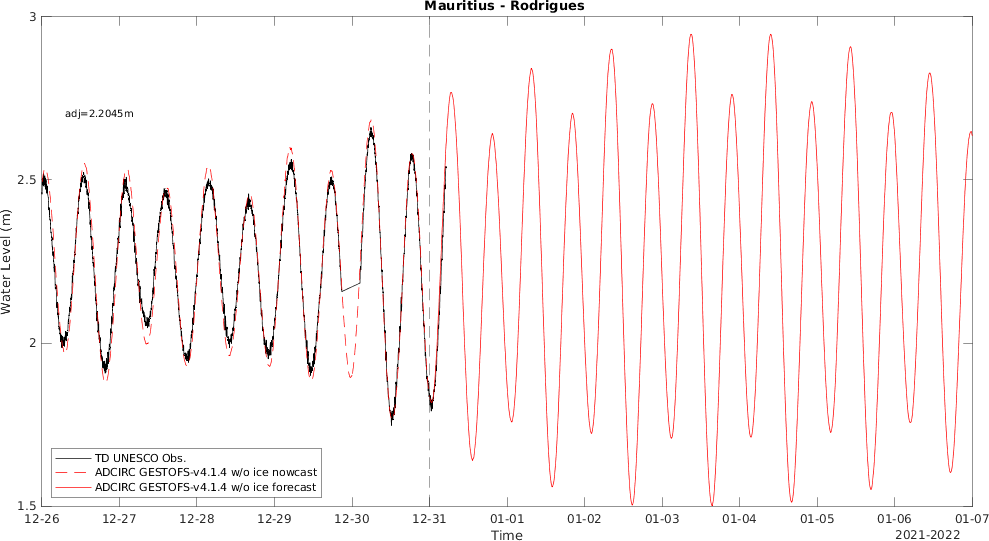 Mauritius - Rodrigues
3
adj=2.2045m
2.5
Water Level (m)
2
TD UNESCO Obs.
ADCIRC GESTOFS-v4.1.4 w/o ice nowcast
ADCIRC GESTOFS-v4.1.4 w/o ice forecast
1.5
12-26 12-27 12-28 12-29 12-30 12-31 01-01 01-02 01-03 01-04 01-05 01-06 01-07
Time
2021-2022